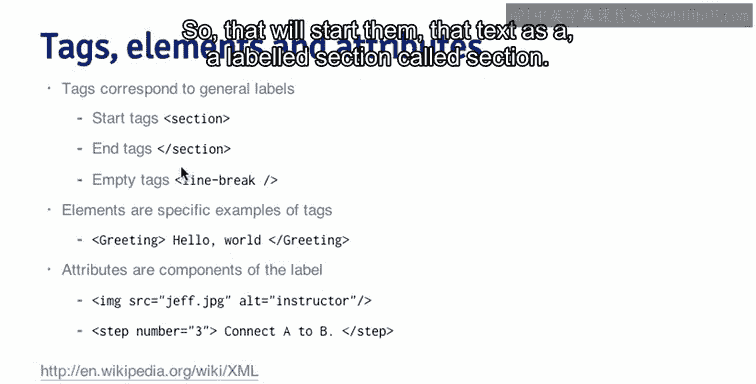 Tags, elements and attributes
So, that will start them, that text as a,
a labelled section called section.
· Tags correspond to general labels
- Start tags <section>
- End tags </section>
- Empty tags <line-break />
· Elements are specific examples of tags
- <Greeting> Hello, world </Greeting>
· Attributes are components of the label
- <img src="jeff.jpg" alt="instructor"/>
- <step number="3"> Connect A to B. </step>
http://en.wikipedia.org/wiki/XML